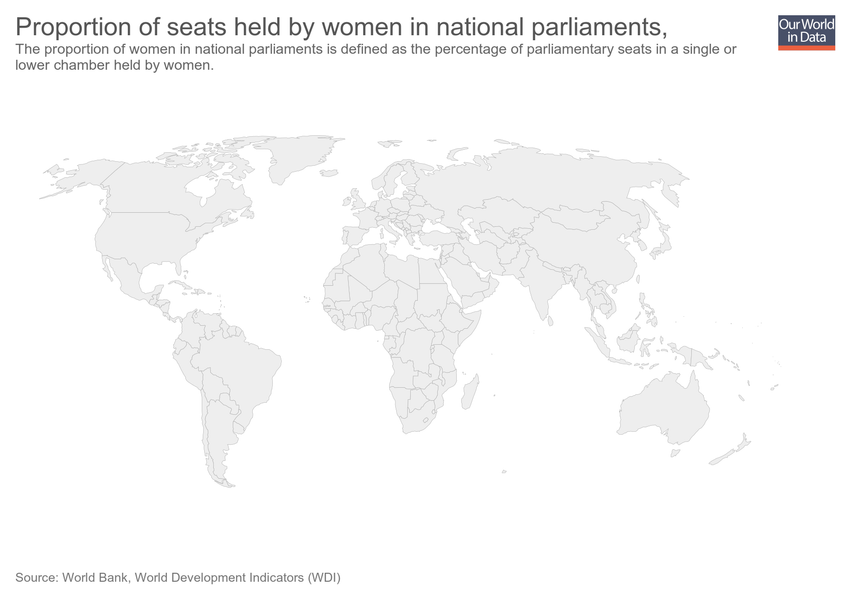 Proportion of seats held by women in national parliaments,
Our World
in Data
The proportion of women in national parliaments is defined as the percentage of parliamentary seats in a single or
lower chamber held by women.
Source: World Bank, World Development Indicators (WDI)